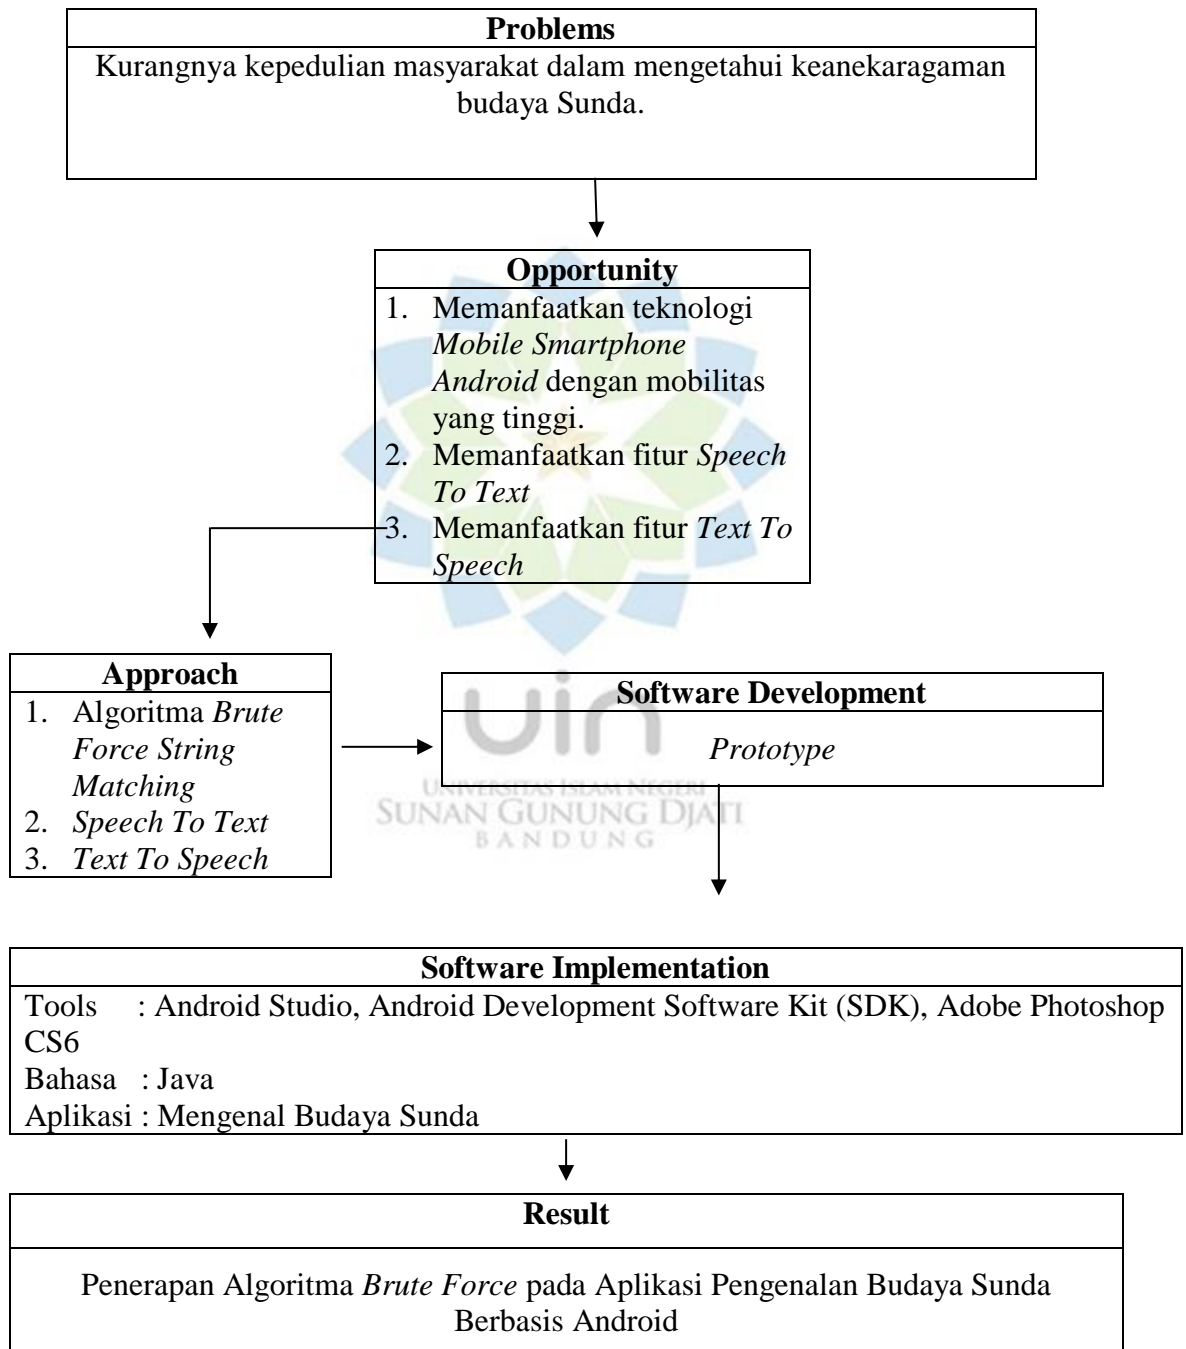 Problems
Kurangnya kepedulian masyarakat dalam mengetahui keanekaragaman
budaya Sunda.
Opportunity
1. Memanfaatkan teknologi
Mobile Smartphone
Android dengan mobilitas
yang tinggi.
2. Memanfaatkan fitur Speech
To Text
3. Memanfaatkan fitur Text To
Speech
Approach
1. Algoritma Brute
Force String
Matching
2. Speech To Text
3. Text To Speech
Software Development
Prototype
uin
UNIVERSITAS ISLAM NEGERI
SUNAN GUNUNG DJATI
BANDUNG
Software Implementation
Tools : Android Studio, Android Development Software Kit (SDK), Adobe Photoshop
CS6
Bahasa : Java
Aplikasi : Mengenal Budaya Sunda
Result
Penerapan Algoritma Brute Force pada Aplikasi Pengenalan Budaya Sunda
Berbasis Android